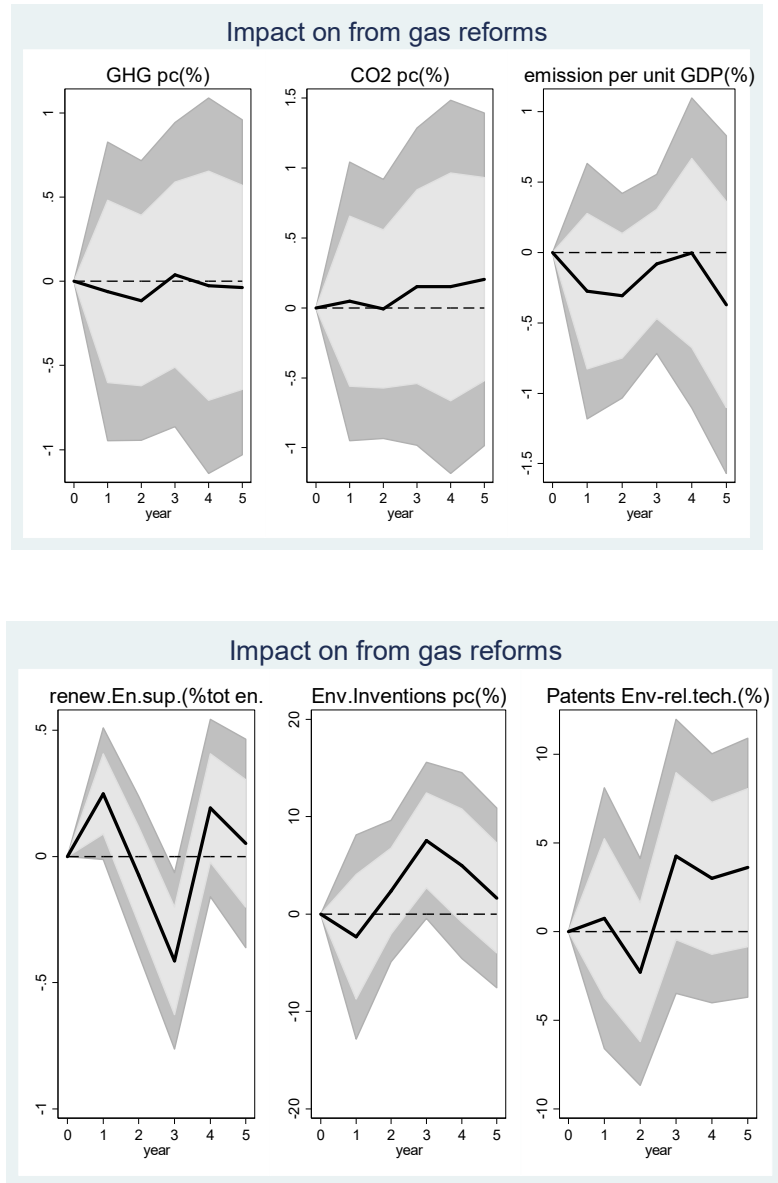 Impact on from gas reforms
GHG pc(%)
CO2 pc(%)
emission per unit GDP(%)
1
.5
0
-.5
-1
0 1 2 3 4 5
year
1.5
1
.5
0
-.5
-1
0 1 2 3 4 5
year
1
.5
0
-.5
-1
-1.5
0 1 2 3 4 5
year
Impact on from gas reforms
renew.En.sup.(%tot en.
Env.Inventions pc(%)
Patents Env-rel.tech.(%)
.5
0
-.5
-1
0 1 2 3 4 5
year
20
10
0
-10
-20
0 1 2 3 4 5
year
10
5
0
-5
-10
0 1 2 3 4 5
year